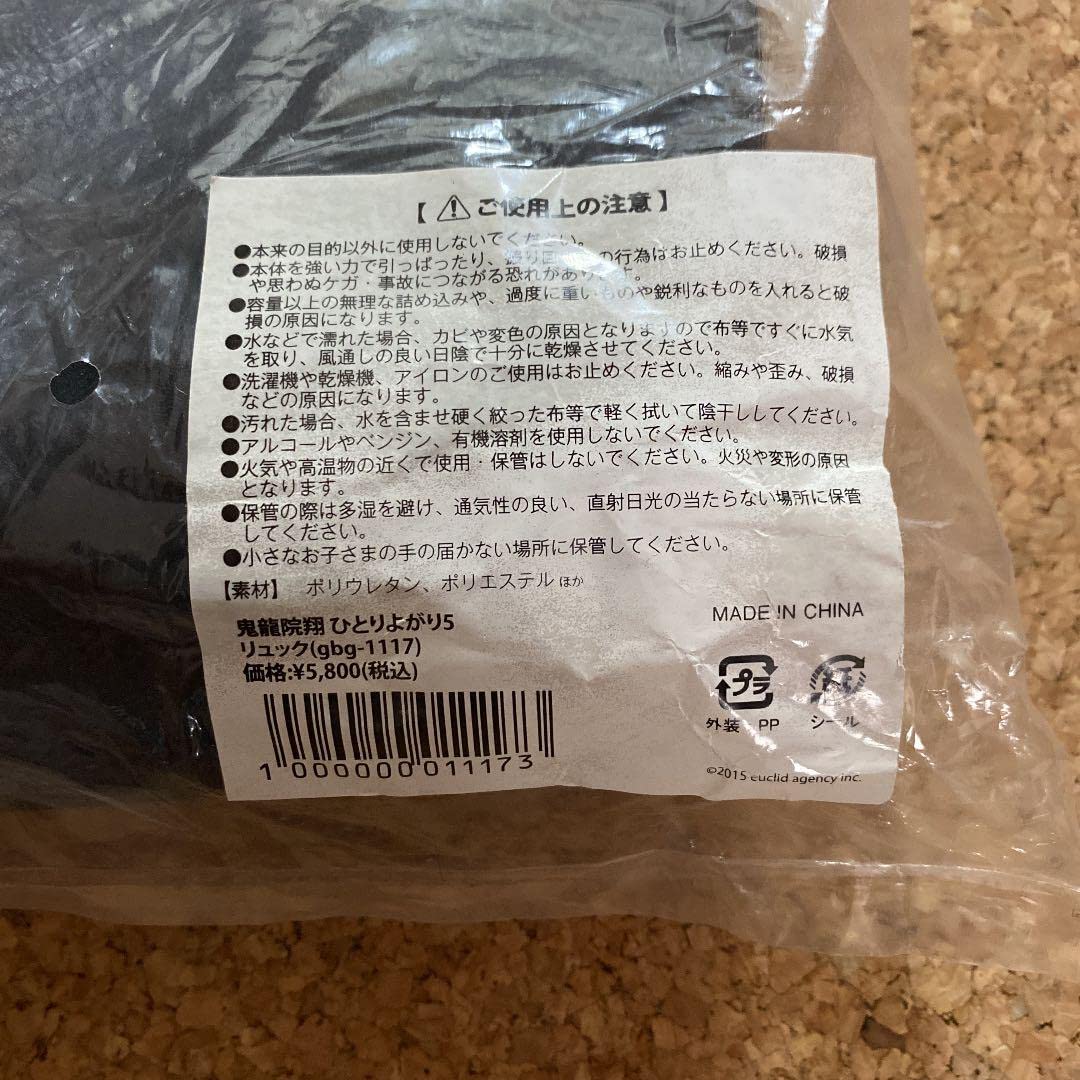 【⚠ご使用上の注意】
●本来の目的以外に使用しないでください。
●本体を強い力で引っぱったり、振り回すの行為はお止めください。破損
や思わぬケガ・事故につながる恐れがあります。
●容量以上の無理な詰め込みや、過度に重いものや鋭利なものを入れると破
損の原因になります。
●水などで濡れた場合、カビや変色の原因となりますので布等ですぐに水気
を取り、風通しの良い日陰で十分に乾燥させてください。
●洗濯機や乾燥機、アイロンのご使用はお止めください。縮みや歪み、破損
などの原因になります。
●汚れた場合、水を含ませ硬く絞った布等で軽く拭いて陰干ししてください。
●アルコールやベンジン、有機溶剤を使用しないでください。
●火気や高温物の近くで使用・保管はしないでください。火災や変形の原因
となります。
●保管の際は多湿を避け、通気性の良い、直射日光の当たらない場所に保管
してください。
●小さなお子さまの手の届かない場所に保管してください。
【素材】 ポリウレタン、ポリエステル ほか
鬼龍院翔 ひとりよがり5
リュック(gbg-1117)
価格:¥5,800(税込)
1 000000 011173
MADE IN CHINA
プラ
外装 PP
シール
©2015 euclid agency inc.